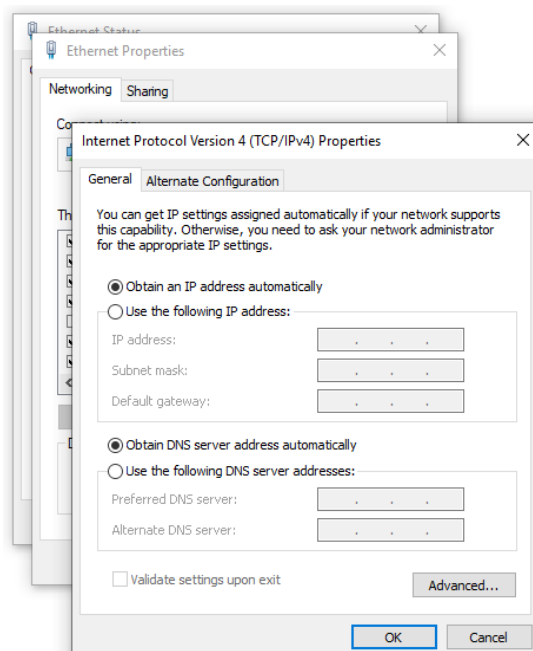 Ethernet Status
Ethernet Properties
Networking
Sharing
Internet Protocol Version 4 (TCP/IPv4) Properties
General
Alternate Configuration
You can get IP settings assigned automatically if your network supports
this capability. Otherwise, you need to ask your network administrator
for the appropriate IP settings.
Obtain an IP address automatically
Use the following IP address:
IP address:
Subnet mask:
Default gateway:
Obtain DNS server address automatically
Use the following DNS server addresses:
Preferred DNS server:
Alternate DNS server:
Validate settings upon exit
Advanced...
OK
Cancel